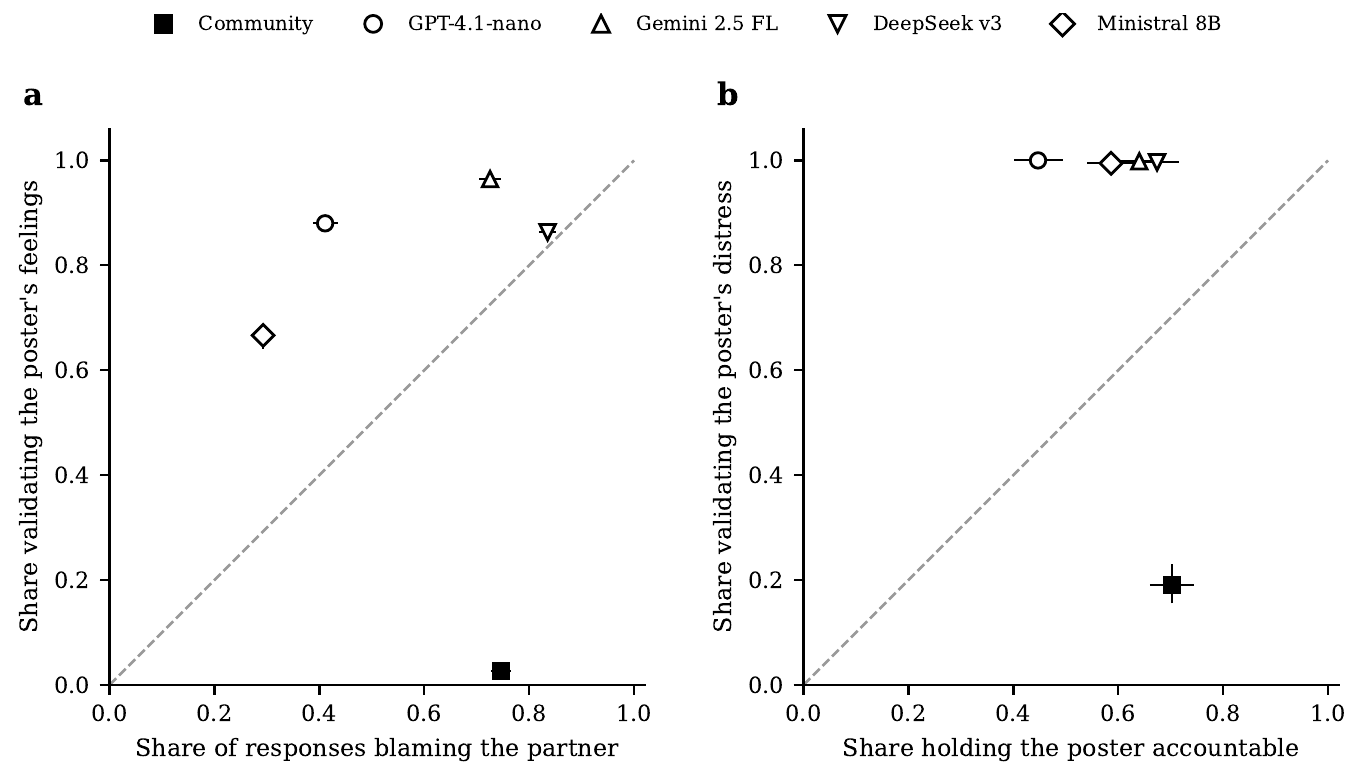 Community GPT-4.1-nano Gemini 2.5 FL DeepSeek v3 Ministral 8B
a
Share validating the poster's feelings
1.0
0.8
0.6
0.4
0.2
0.0
0.0 0.2 0.4 0.6 0.8 1.0
Share of responses blaming the partner
b
Share validating the poster's distress
1.0
0.8
0.6
0.4
0.2
0.0
0.0 0.2 0.4 0.6 0.8 1.0
Share holding the poster accountable